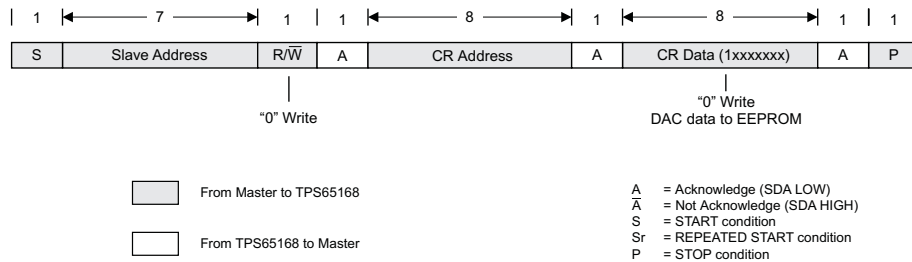 1 7 1 1 8 1 8 1 1
S Slave Address R/W̅ A CR Address A CR Data (1xxxxxxx) A P
“0” Write “0” Write
DAC data to EEPROM
From Master to TPS65168
From TPS65168 to Master
A = Acknowledge (SDA LOW)
A̅ = Not Acknowledge (SDA HIGH)
S = START condition
Sr = REPEATED START condition
P = STOP condition